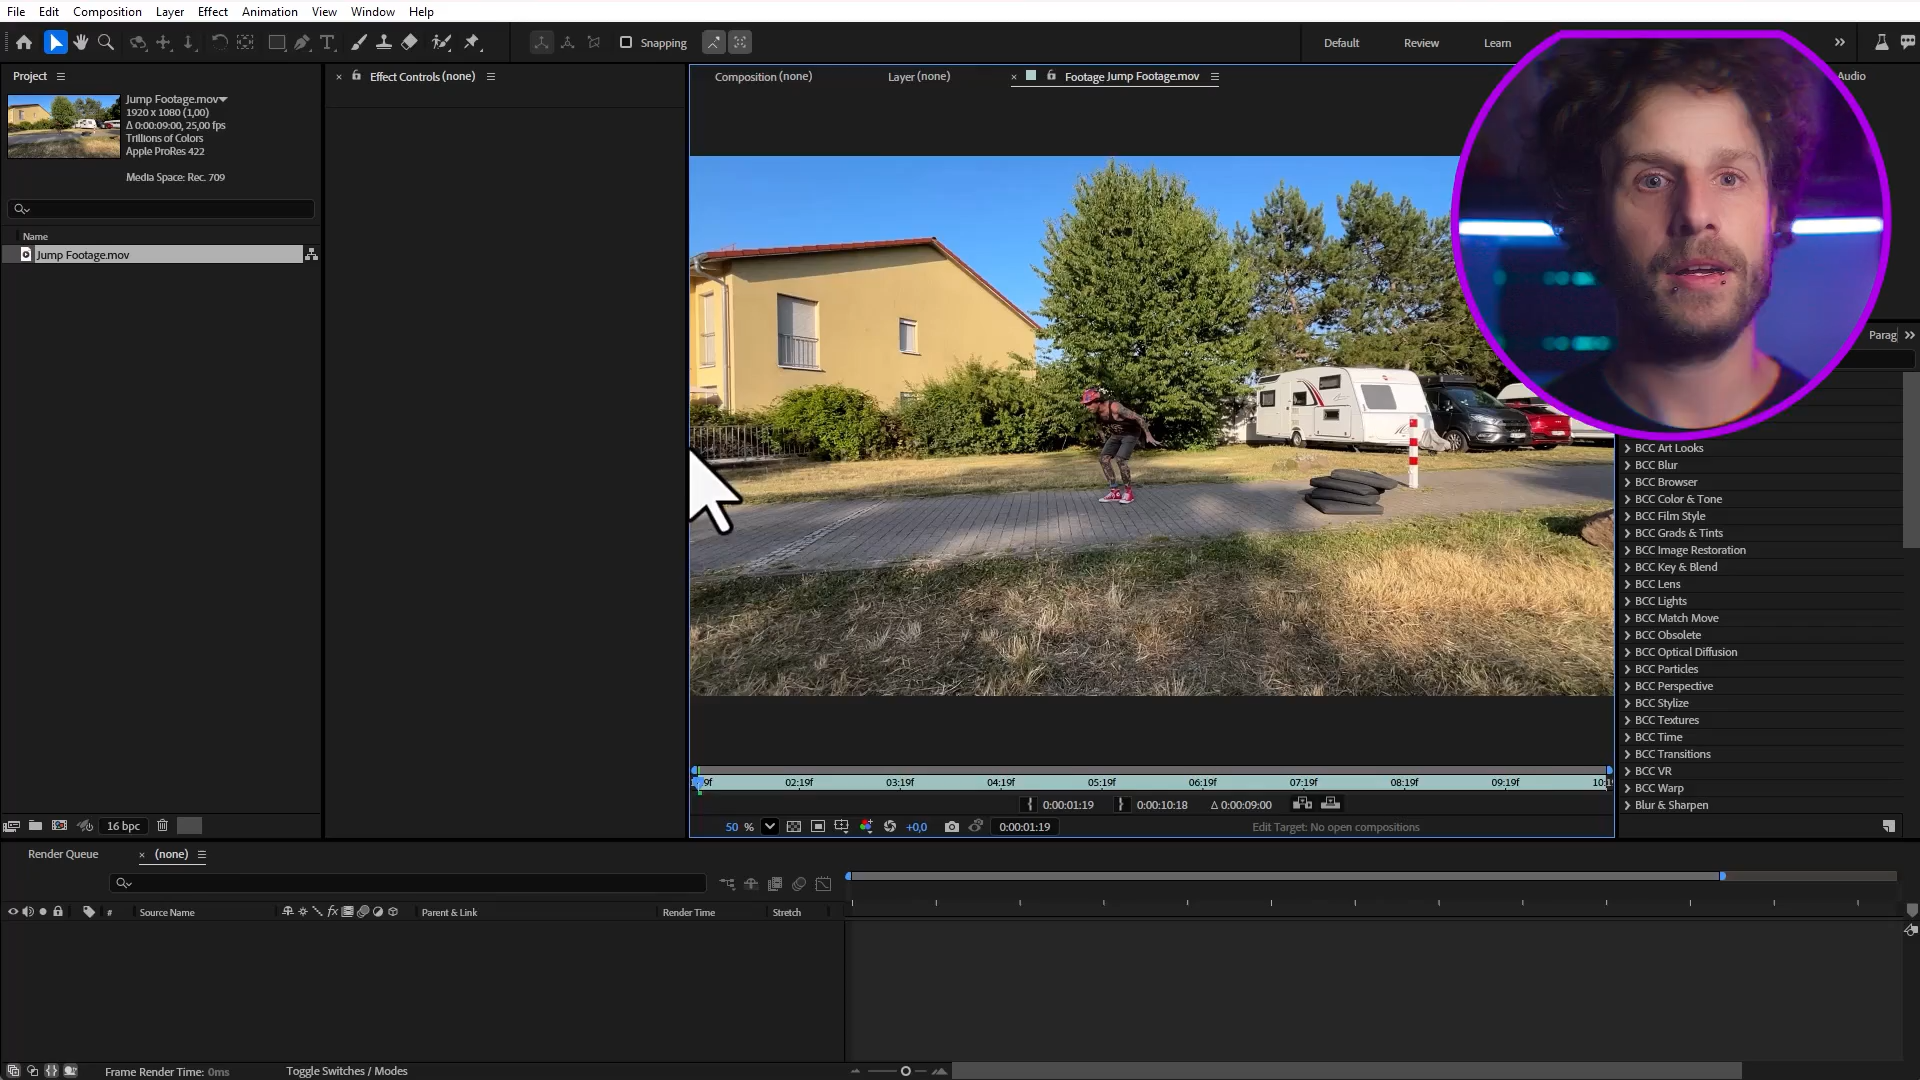 File Edit Composition Layer Effect Animation View Window Help
Snapping Default Review Learn
Project
Effect Controls (none)
Composition (none) Layer (none) Footage Jump Footage.mov
Audio
Jump Footage.mov
1920 x 1080 (1,00)
Δ 0:00:09:00, 25,00 fps
Trillions of Colors
Apple ProRes 422
Media Space: Rec. 709
Name
Jump Footage.mov
Parag
BCC Art Looks
BCC Blur
BCC Browser
BCC Color & Tone
BCC Film Style
BCC Grads & Tints
BCC Image Restoration
BCC Key & Blend
BCC Lens
BCC Lights
BCC Match Move
BCC Obsolete
BCC Optical Diffusion
BCC Particles
BCC Perspective
BCC Stylize
BCC Textures
BCC Time
BCC Transitions
BCC VR
BCC Warp
Blur & Sharpen
02:19f 03:19f 04:19f 05:19f 06:19f 07:19f 08:19f 09:19f
0:00:01:19 0:00:10:18 Δ 0:00:09:00
50 % +0,0 0:00:01:19 Edit Target: No open compositions
16 bpc
Render Queue (none)
# Source Name fx Parent & Link Render Time Stretch
Frame Render Time: 0ms Toggle Switches / Modes